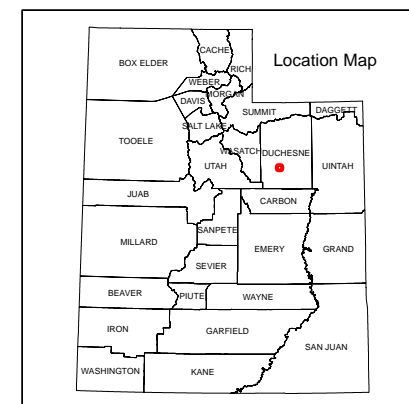 Location Map
BOX ELDER
CACHE
RICH
WEBER
MORGAN
DAVIS
SUMMIT
DAGGETT
SALT LAKE
TOOELE
WASATCH
DUCHESNE
UTAH
UINTAH
JUAB
CARBON
SANPETE
MILLARD
EMERY
GRAND
SEVIER
BEAVER
PIUTE
WAYNE
IRON
GARFIELD
SAN JUAN
WASHINGTON
KANE